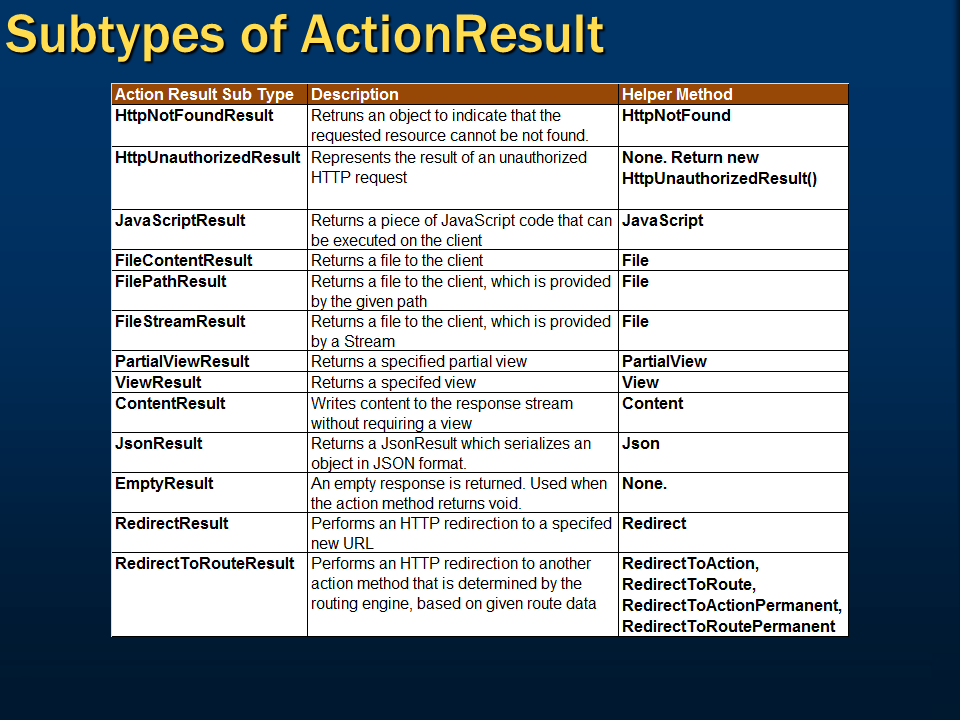 Subtypes of ActionResult
Action Result Sub Type Description Helper Method
HttpNotFoundResult Retruns an object to indicate that the HttpNotFound
requested resource cannot be not found.
HttpUnauthorizedResult Represents the result of an unauthorized None. Return new
HTTP request HttpUnauthorizedResult()
JavaScriptResult Returns a piece of JavaScript code that can JavaScript
be executed on the client
FileContentResult Returns a file to the client File
FilePathResult Returns a file to the client, which is provided File
by the given path
FileStreamResult Returns a file to the client, which is provided File
by a Stream
PartialViewResult Returns a specified partial view PartialView
ViewResult Returns a specifed view View
ContentResult Writes content to the response stream Content
without requiring a view
JsonResult Returns a JsonResult which serializes an Json
object in JSON format.
EmptyResult An empty response is returned. Used when None.
the action method returns void.
RedirectResult Performs an HTTP redirection to a specifed Redirect
new URL
RedirectToRouteResult Performs an HTTP redirection to another RedirectToAction,
action method that is determined by the RedirectToRoute,
routing engine, based on given route data RedirectToActionPermanent,
RedirectToRoutePermanent